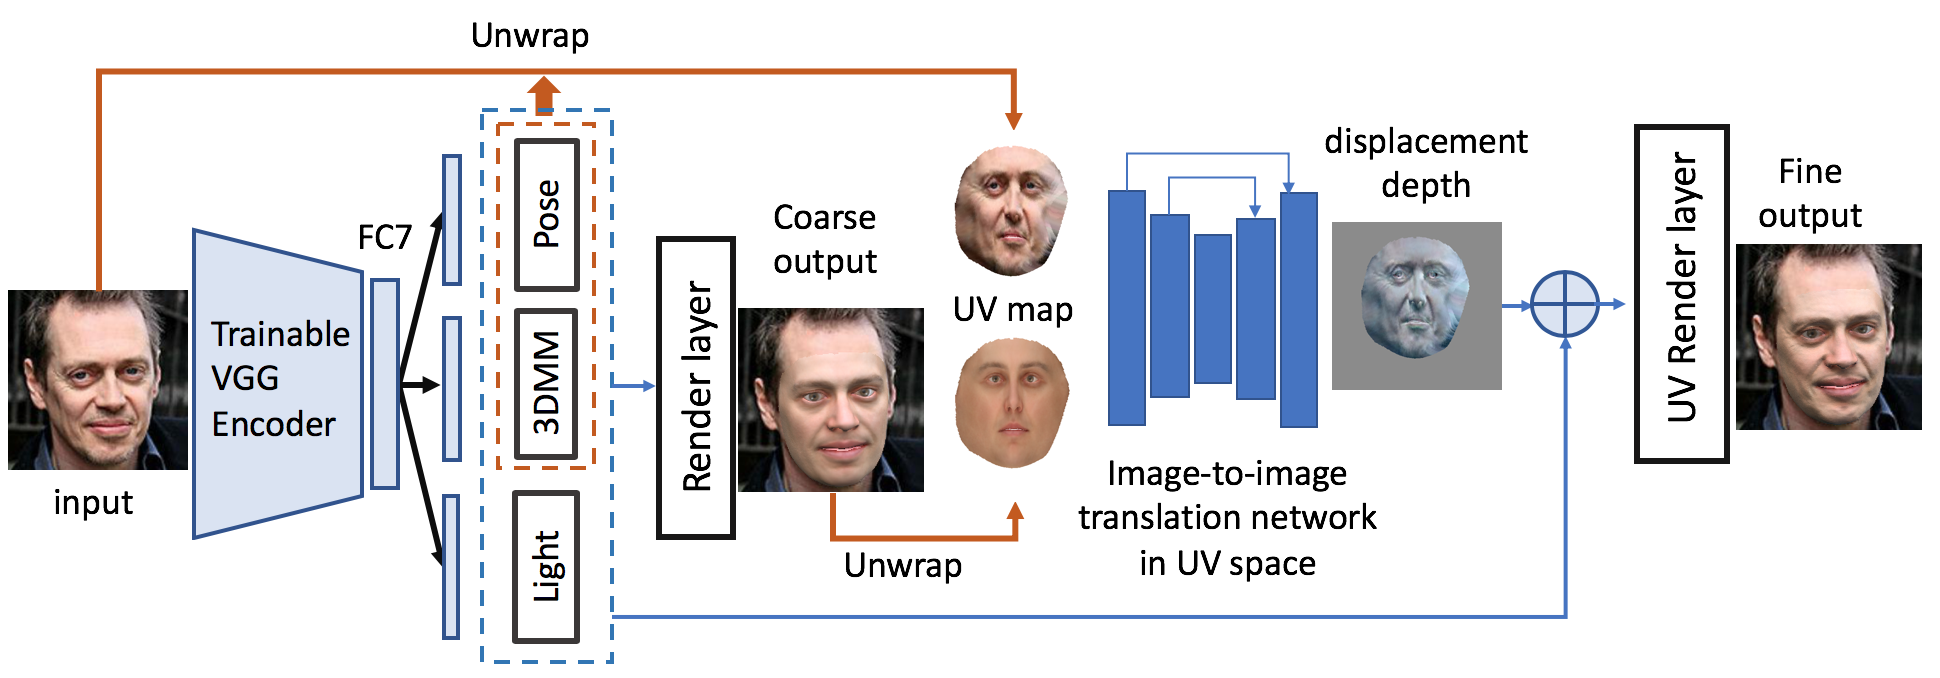 Unwrap
input
Trainable
VGG
Encoder
FC7
Pose
3DMM
Light
Render layer
Coarse
output
Unwrap
UV map
Image-to-image
translation network
in UV space
displacement
depth
UV Render layer
Fine
output